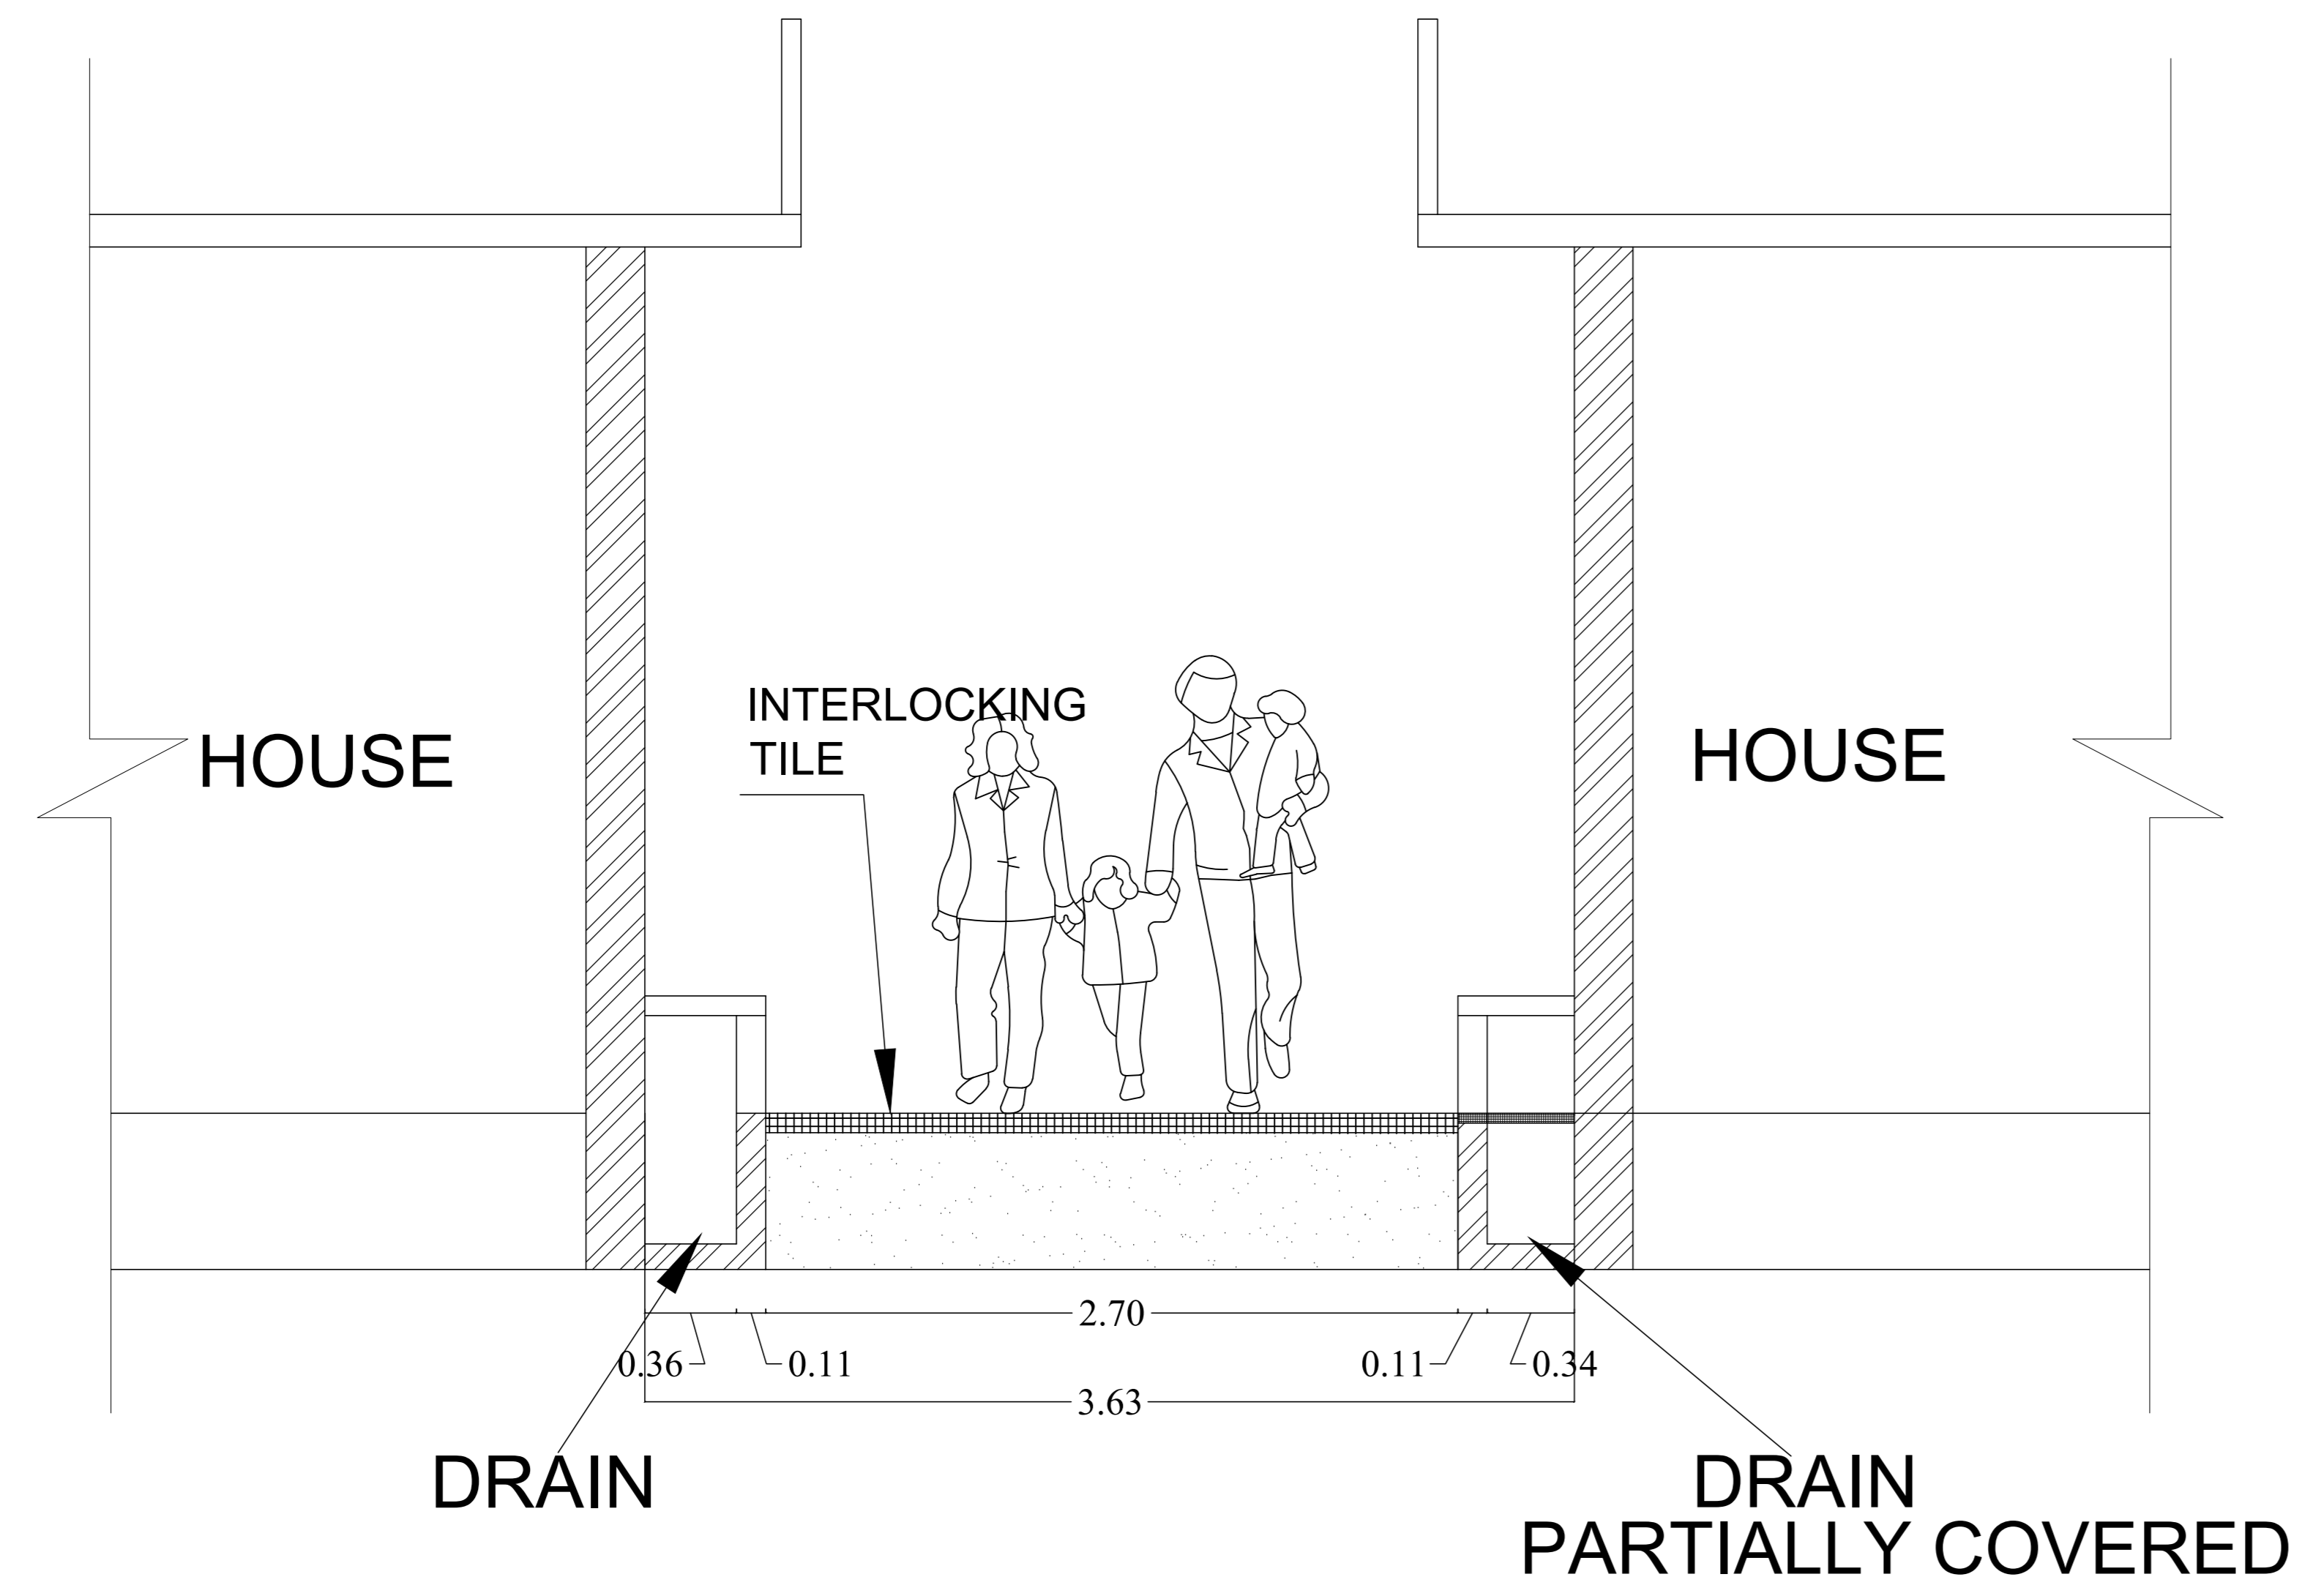 INTERLOCKING
TILE
HOUSE
HOUSE
2.70
0.36
0.11
0.11
0.34
3.63
DRAIN
DRAIN
PARTIALLY COVERED